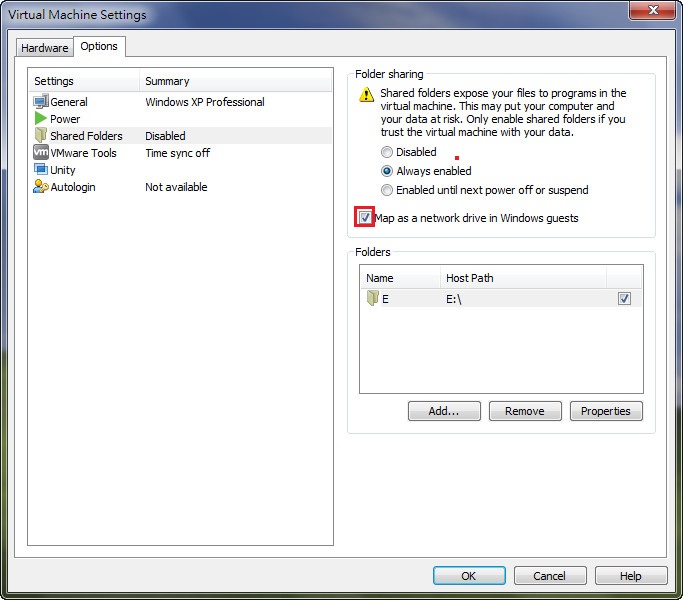 Virtual Machine Settings
Hardware
Options
Settings
Summary
General
Windows XP Professional
Power
Shared Folders
Disabled
vm
VMware Tools
Time sync off
Unity
Autologin
Not available
Folder sharing
Shared folders expose your files to programs in the
virtual machine. This may put your computer and
your data at risk. Only enable shared folders if you
trust the virtual machine with your data.
Disabled
Always enabled
Enabled until next power off or suspend
Map as a network drive in Windows guests
Folders
Name
Host Path
E
E:\
Add...
Remove
Properties
OK
Cancel
Help